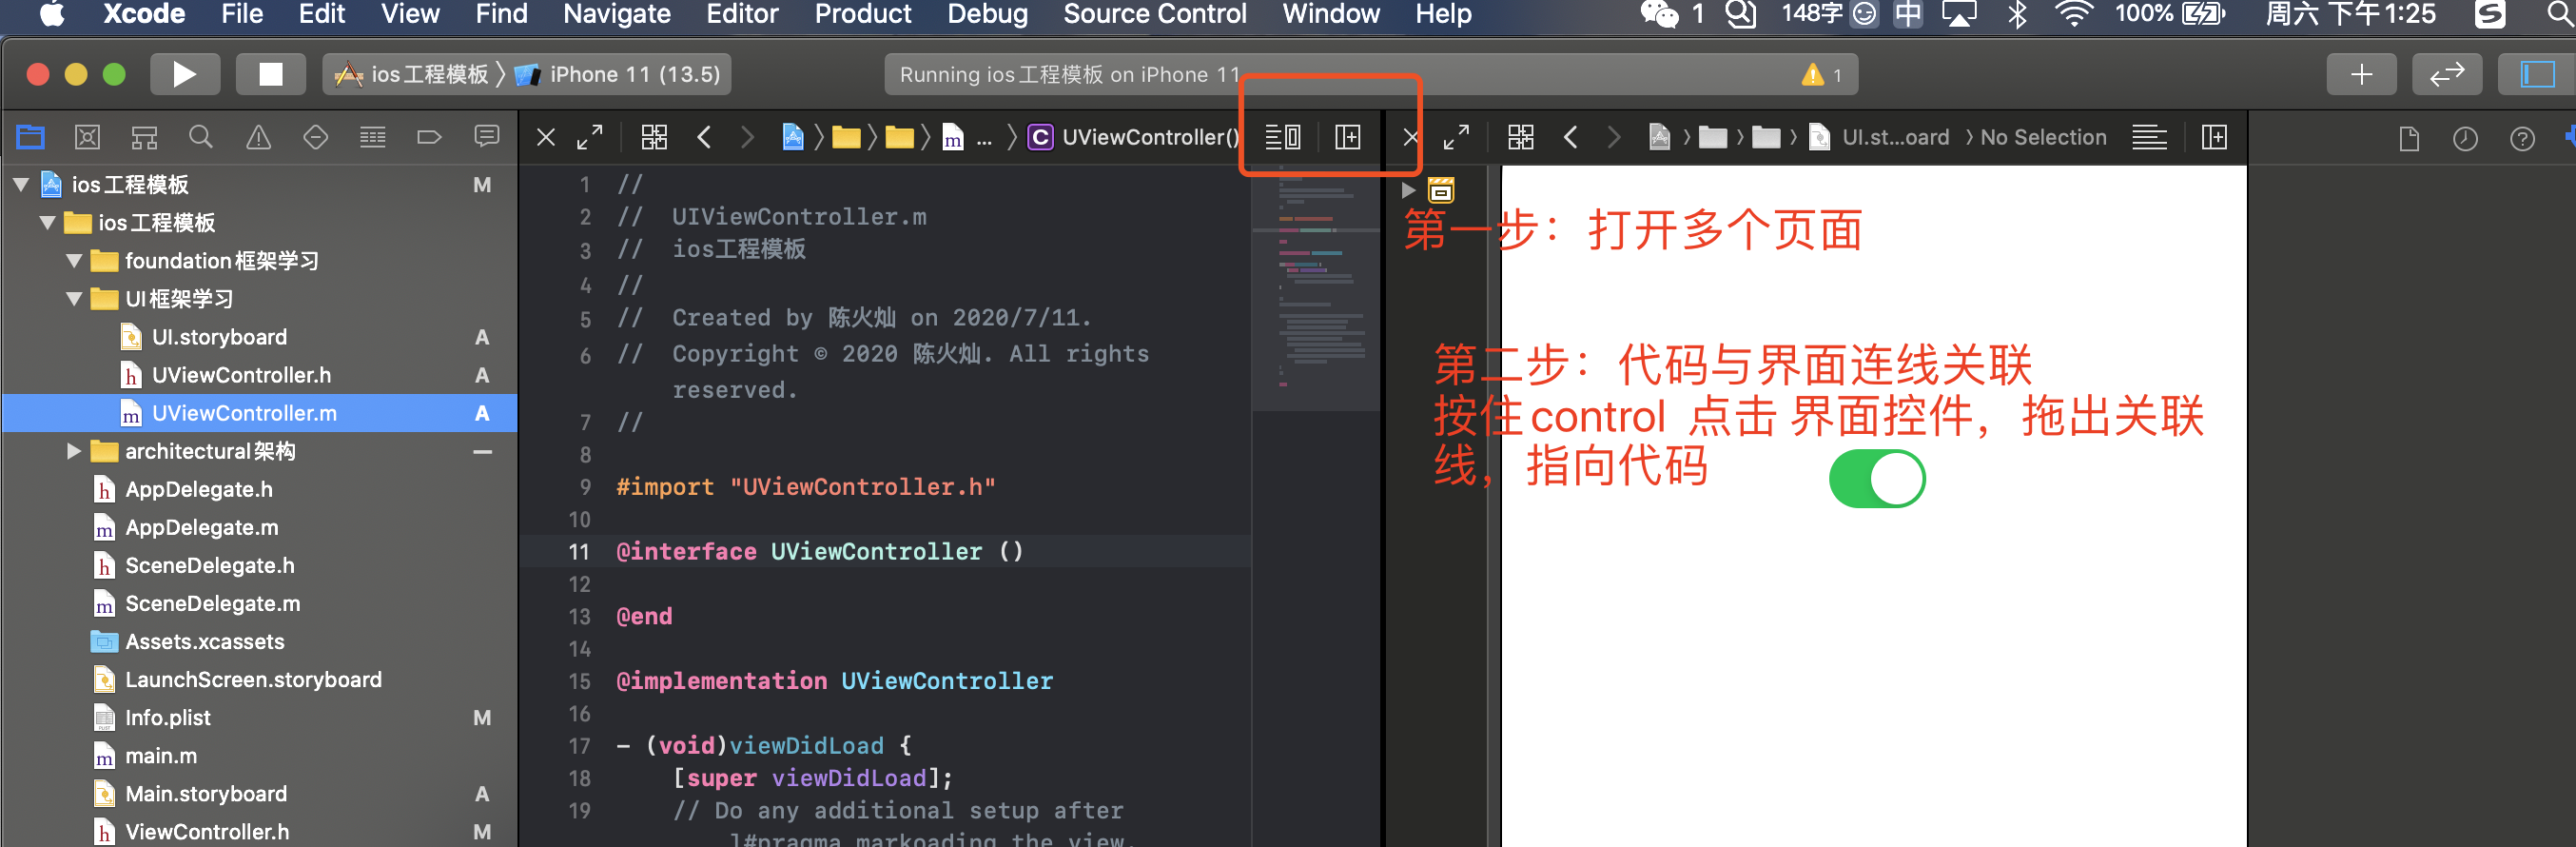 Xcode File Edit View Find Navigate Editor Product Debug Source Control Window Help 1 148字 中 100% 周六 下午1:25
ios工程模板 〉 iPhone 11 (13.5)
Running ios工程模板 on iPhone 11
1
m ... 〉 C UViewController()
UI.st...oard 〉 No Selection
ios工程模板 M
ios工程模板
foundation框架学习
UI框架学习
UI.storyboard A
h UViewController.h A
m UViewController.m A
architectural架构 —
h AppDelegate.h
m AppDelegate.m
h SceneDelegate.h
m SceneDelegate.m
Assets.xcassets
LaunchScreen.storyboard
Info.plist M
m main.m
Main.storyboard A
h ViewController.h M
1 //
2 //  UIViewController.m
3 //  ios工程模板
4 //
5 //  Created by 陈火灿 on 2020/7/11.
6 //  Copyright © 2020 陈火灿. All rights
reserved.
7 //
8
9 #import "UViewController.h"
10
11 @interface UViewController ()
12
13 @end
14
15 @implementation UViewController
16
17 - (void)viewDidLoad {
18 [super viewDidLoad];
19 // Do any additional setup after
l#pragma markoading the view.
第一步：打开多个页面
第二步：代码与界面连线关联
按住control 点击 界面控件，拖出关联
线，指向代码